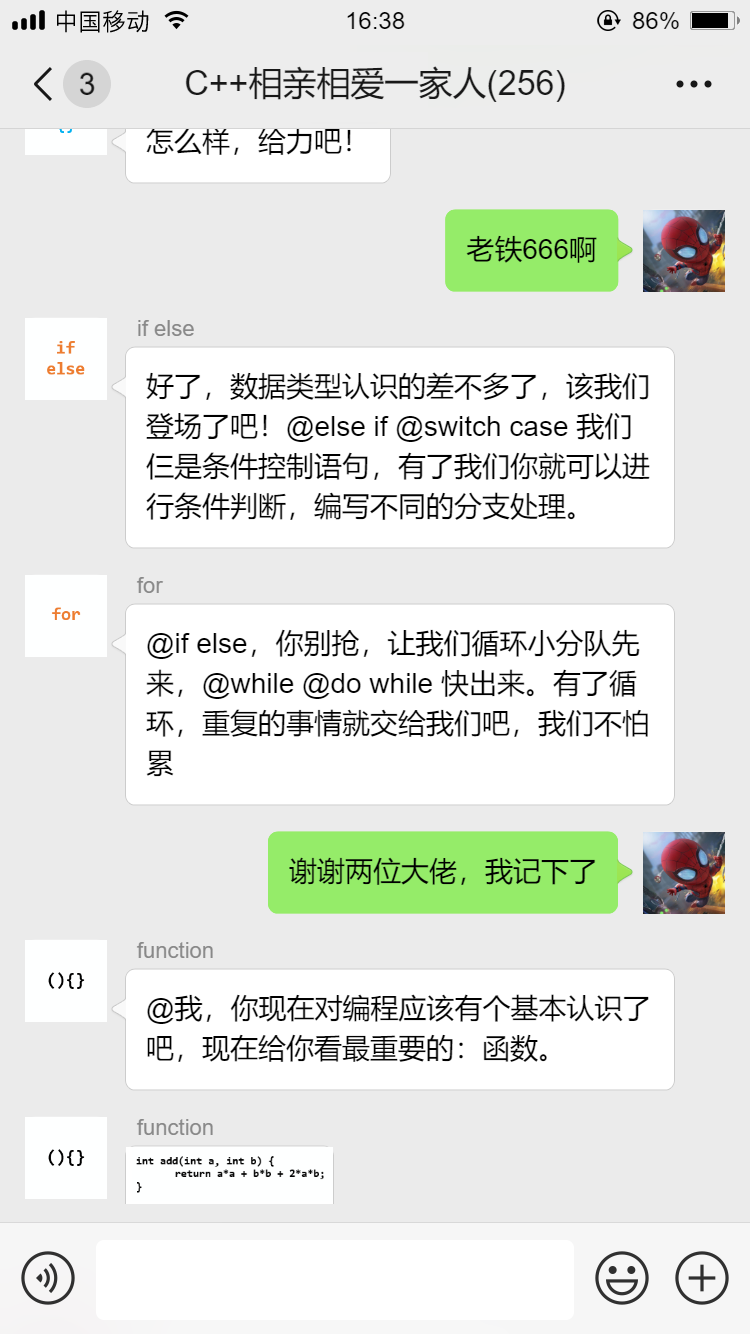 中国移动 16:38 86%
3 C++相亲相爱一家人(256)
{}
怎么样，给力吧！
老铁666啊
if else
if
else
好了，数据类型认识的差不多了，该我们
登场了吧！@else if @switch case 我们
仨是条件控制语句，有了我们你就可以进
行条件判断，编写不同的分支处理。
for
for
@if else，你别抢，让我们循环小分队先
来，@while @do while 快出来。有了循
环，重复的事情就交给我们吧，我们不怕
累
谢谢两位大佬，我记下了
function
(){}
@我，你现在对编程应该有个基本认识了
吧，现在给你看最重要的：函数。
function
(){}
int add(int a, int b) {
return a*a + b*b + 2*a*b;
}